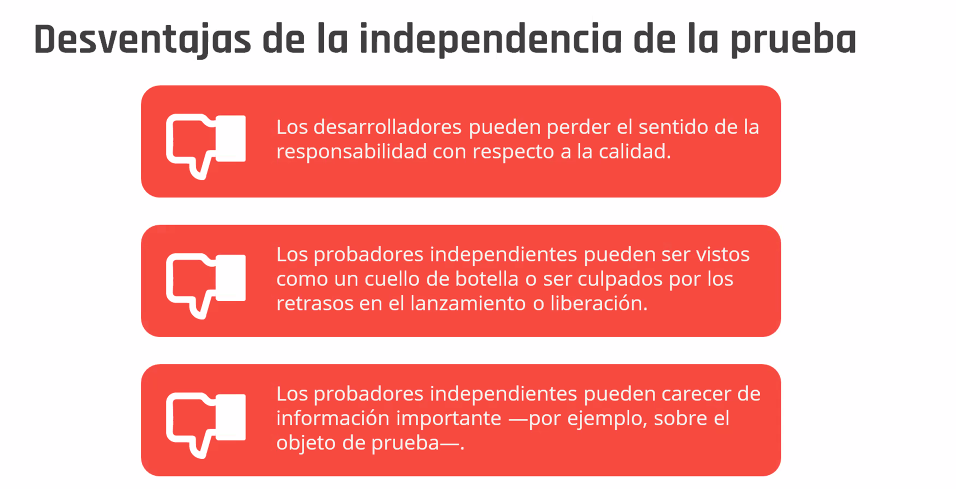 Desventajas de la independencia de la prueba
Los desarrolladores pueden perder el sentido de la
responsabilidad con respecto a la calidad.
Los probadores independientes pueden ser vistos
como un cuello de botella o ser culpados por los
retrasos en el lanzamiento o liberación.
Los probadores independientes pueden carecer de
información importante —por ejemplo, sobre el
objeto de prueba—.